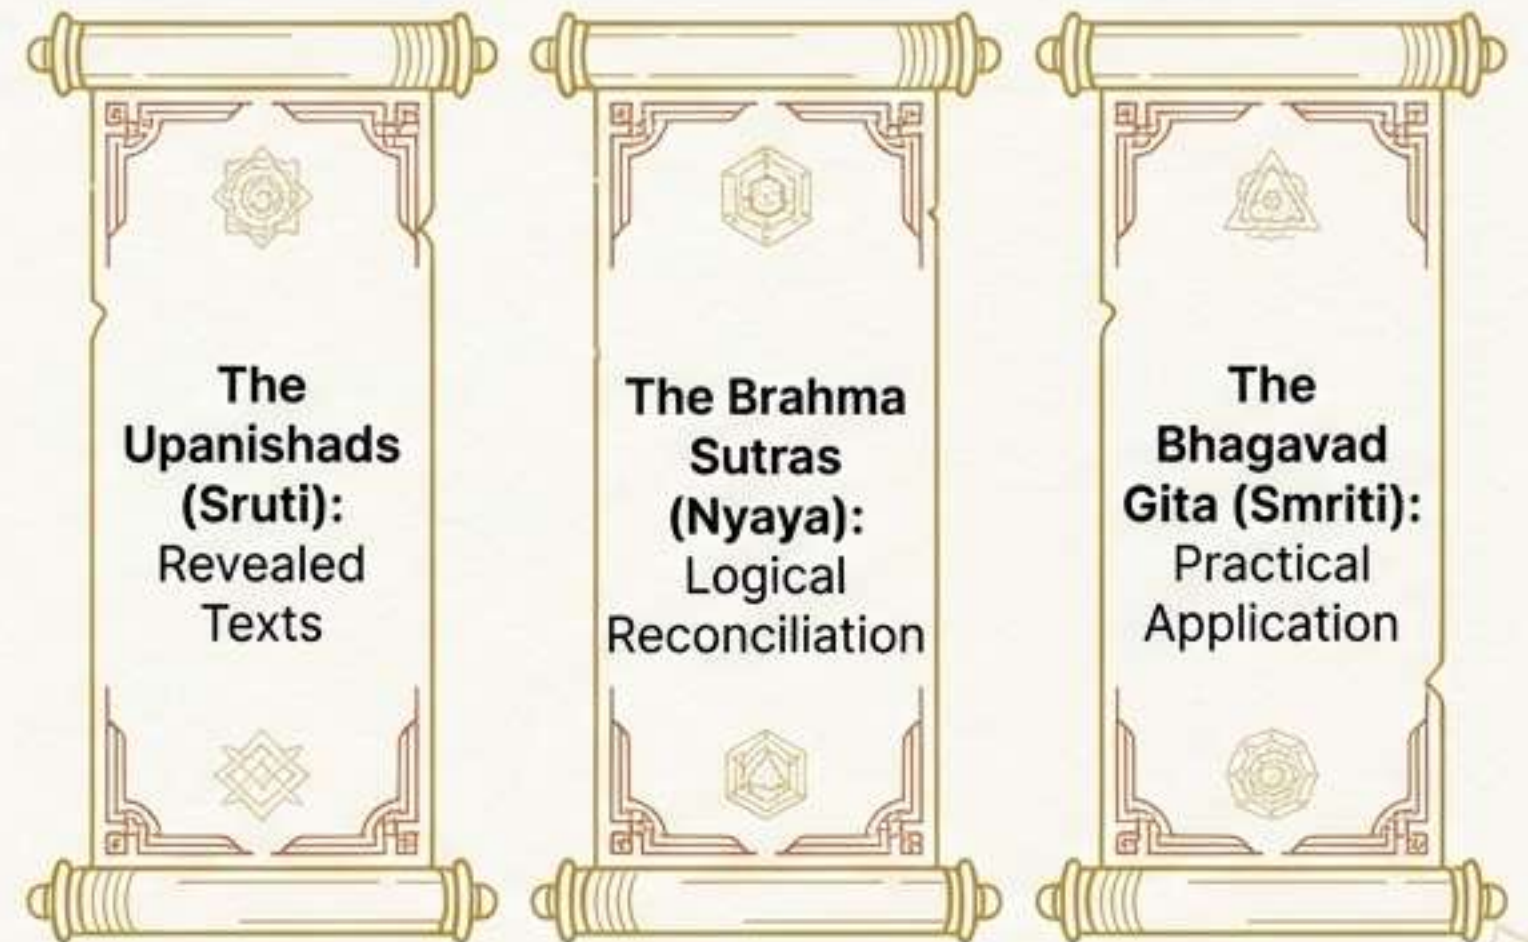 The
Upanishads
(Sruti):
Revealed
Texts
The Brahma
Sutras
(Nyaya):
Logical
Reconciliation
The
Bhagavad
Gita (Smriti):
Practical
Application